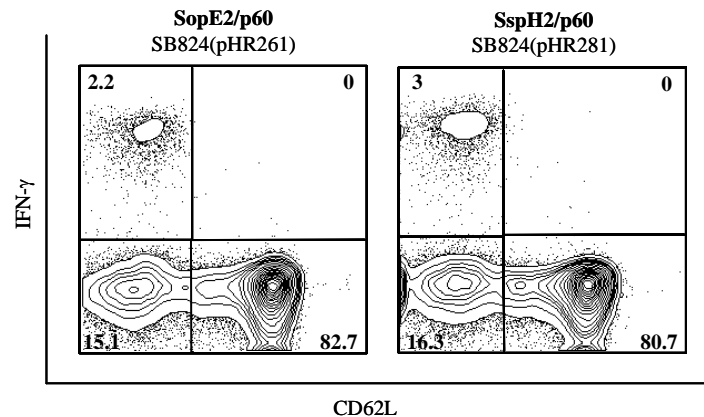 SopE2/p60
SB824(pHR261)
SspH2/p60
SB824(pHR281)
2.2
0
3
0
IFN-γ
15.1
82.7
16.3
80.7
CD62L